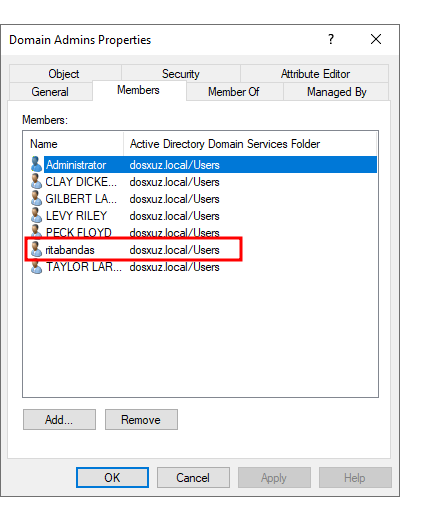 Domain Admins Properties ? ×
Object Security Attribute Editor
General Members Member Of Managed By
Members:
Name Active Directory Domain Services Folder
Administrator dosxuz.local/Users
CLAY DICKE... dosxuz.local/Users
GILBERT LA... dosxuz.local/Users
LEVY RILEY dosxuz.local/Users
PECK FLOYD dosxuz.local/Users
ritabandas dosxuz.local/Users
TAYLOR LAR... dosxuz.local/Users
Add... Remove
OK Cancel Apply Help